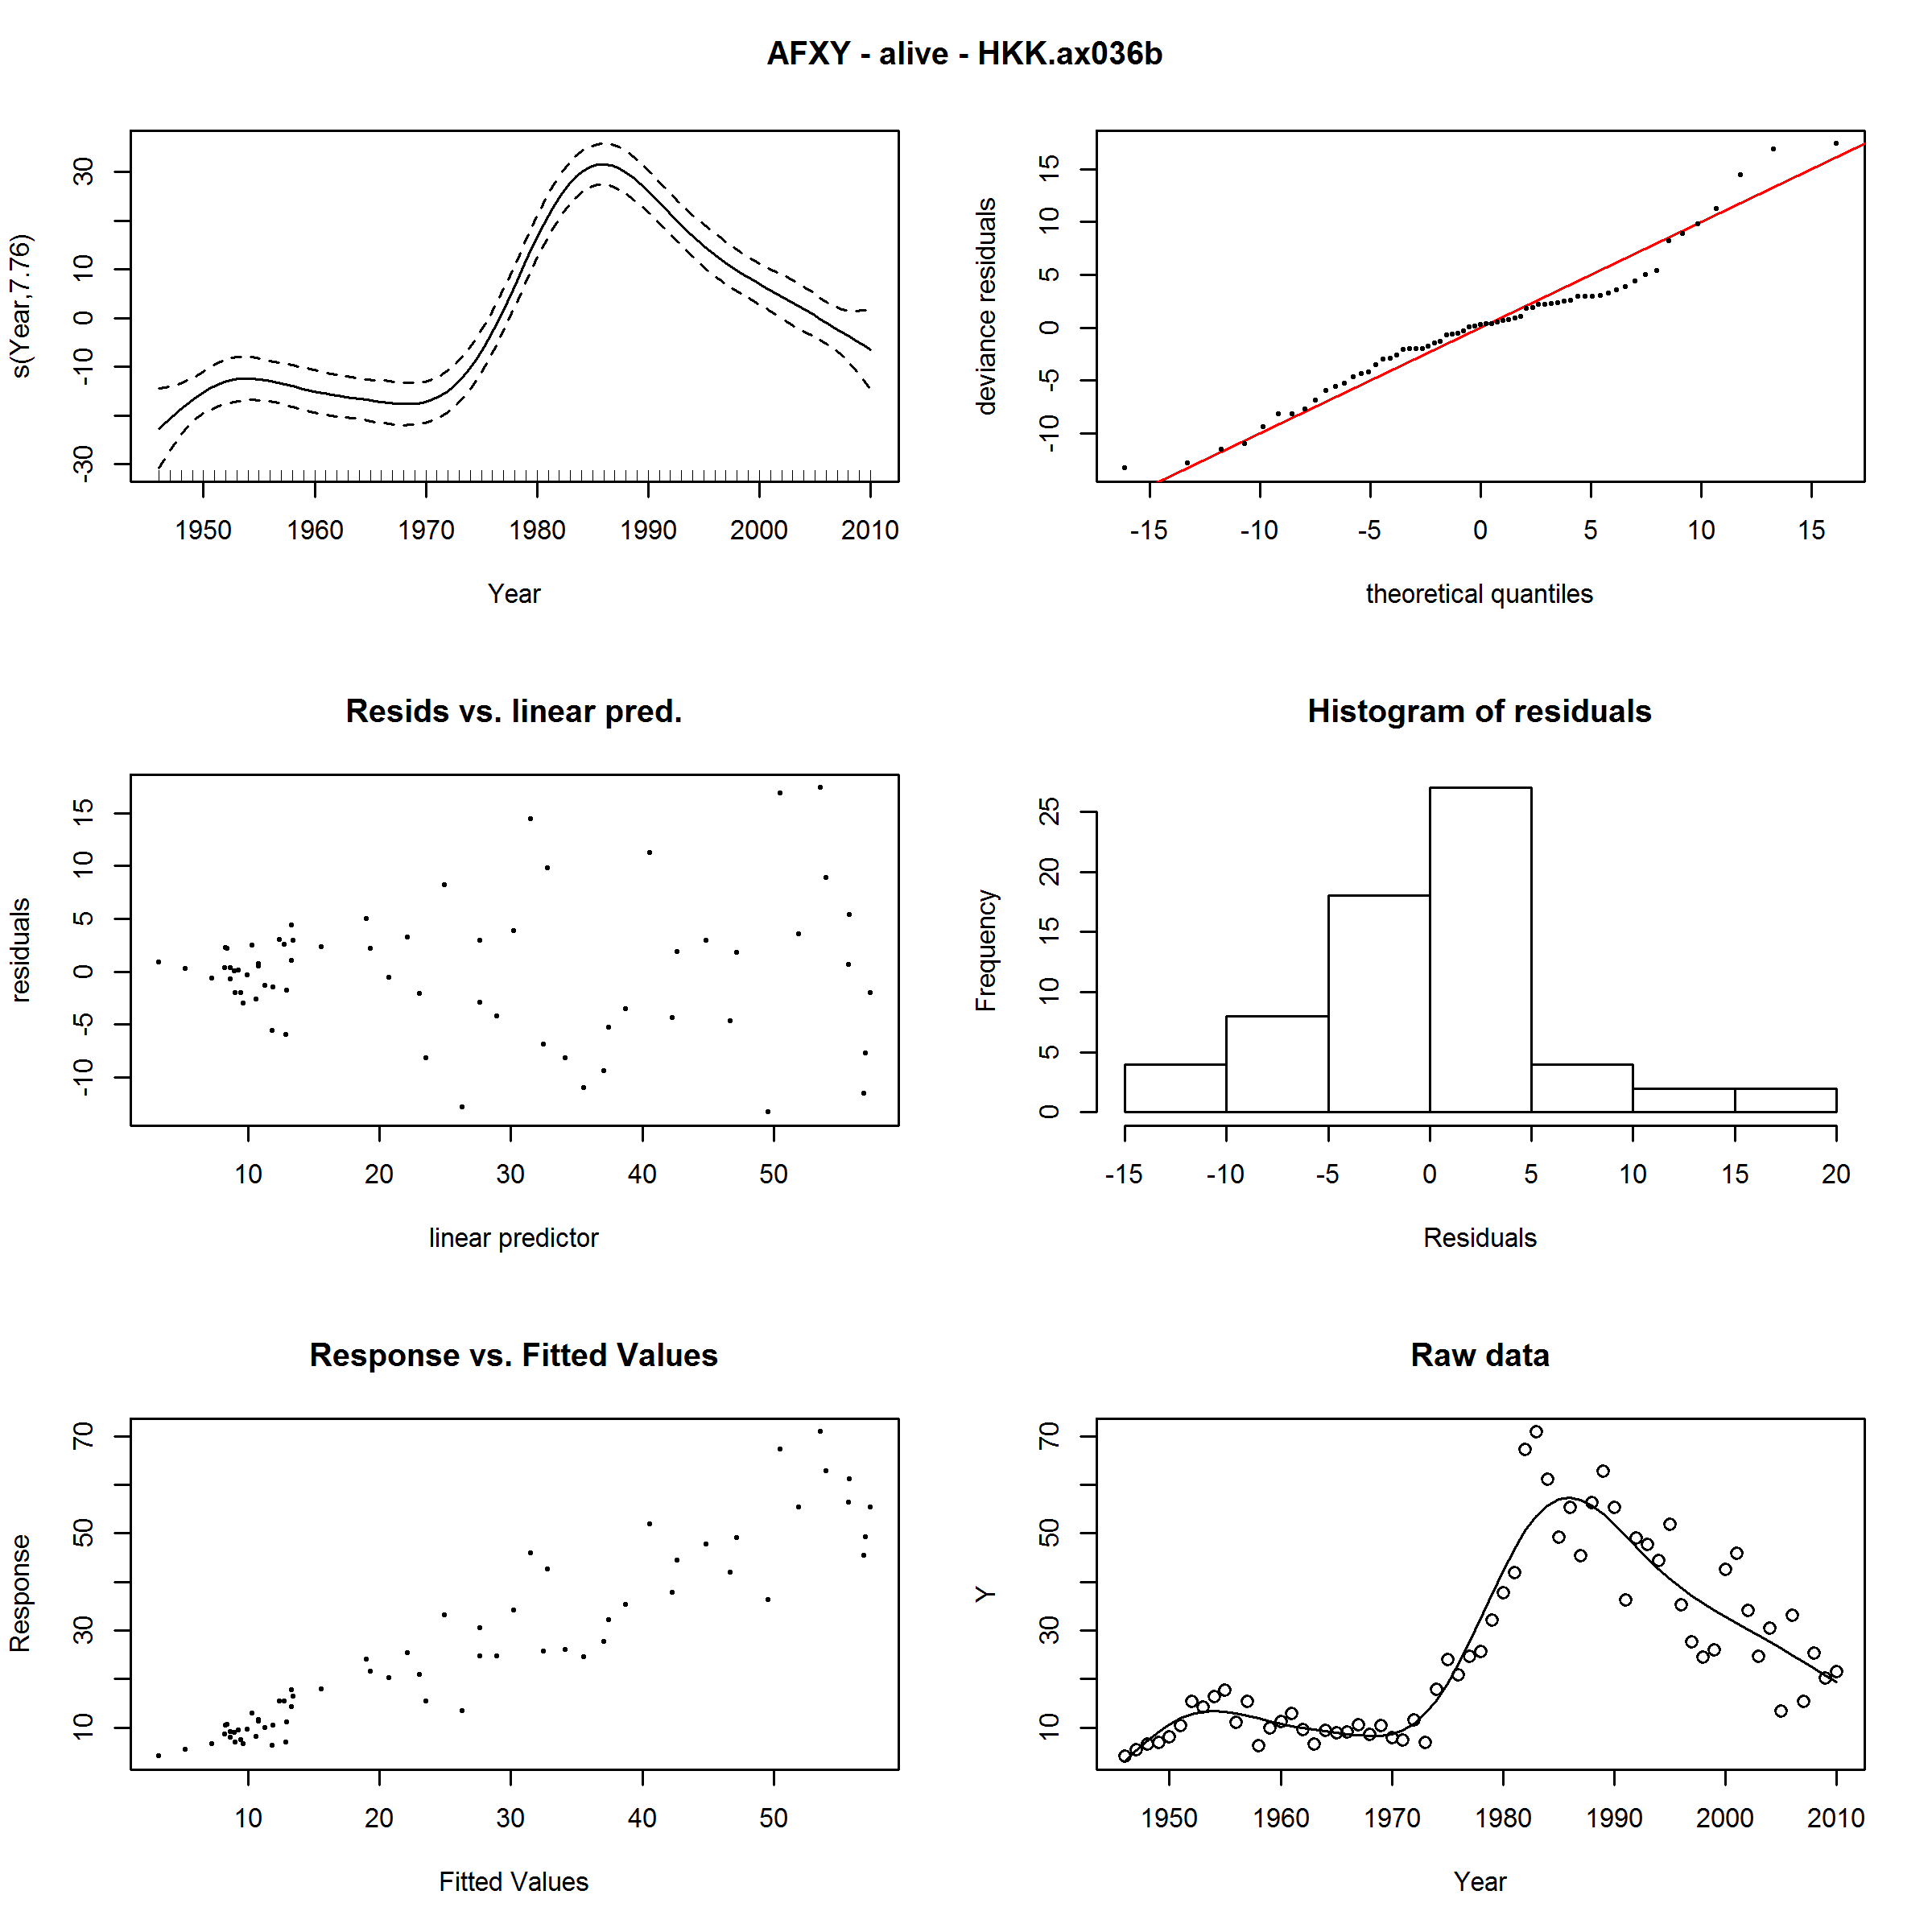 AFXY - alive - HKK.ax036b
s(Year,7.76)
-30 -10 0 10 30
1950 1960 1970 1980 1990 2000 2010
Year
deviance residuals
-10 -5 0 5 10 15
-15 -10 -5 0 5 10 15
theoretical quantiles
Resids vs. linear pred.
residuals
-10 -5 0 5 10 15
10 20 30 40 50
linear predictor
Histogram of residuals
Frequency
0 5 10 15 20 25
-15 -10 -5 0 5 10 15 20
Residuals
Response vs. Fitted Values
Response
10 30 50 70
10 20 30 40 50
Fitted Values
Raw data
Y
10 30 50 70
1950 1960 1970 1980 1990 2000 2010
Year